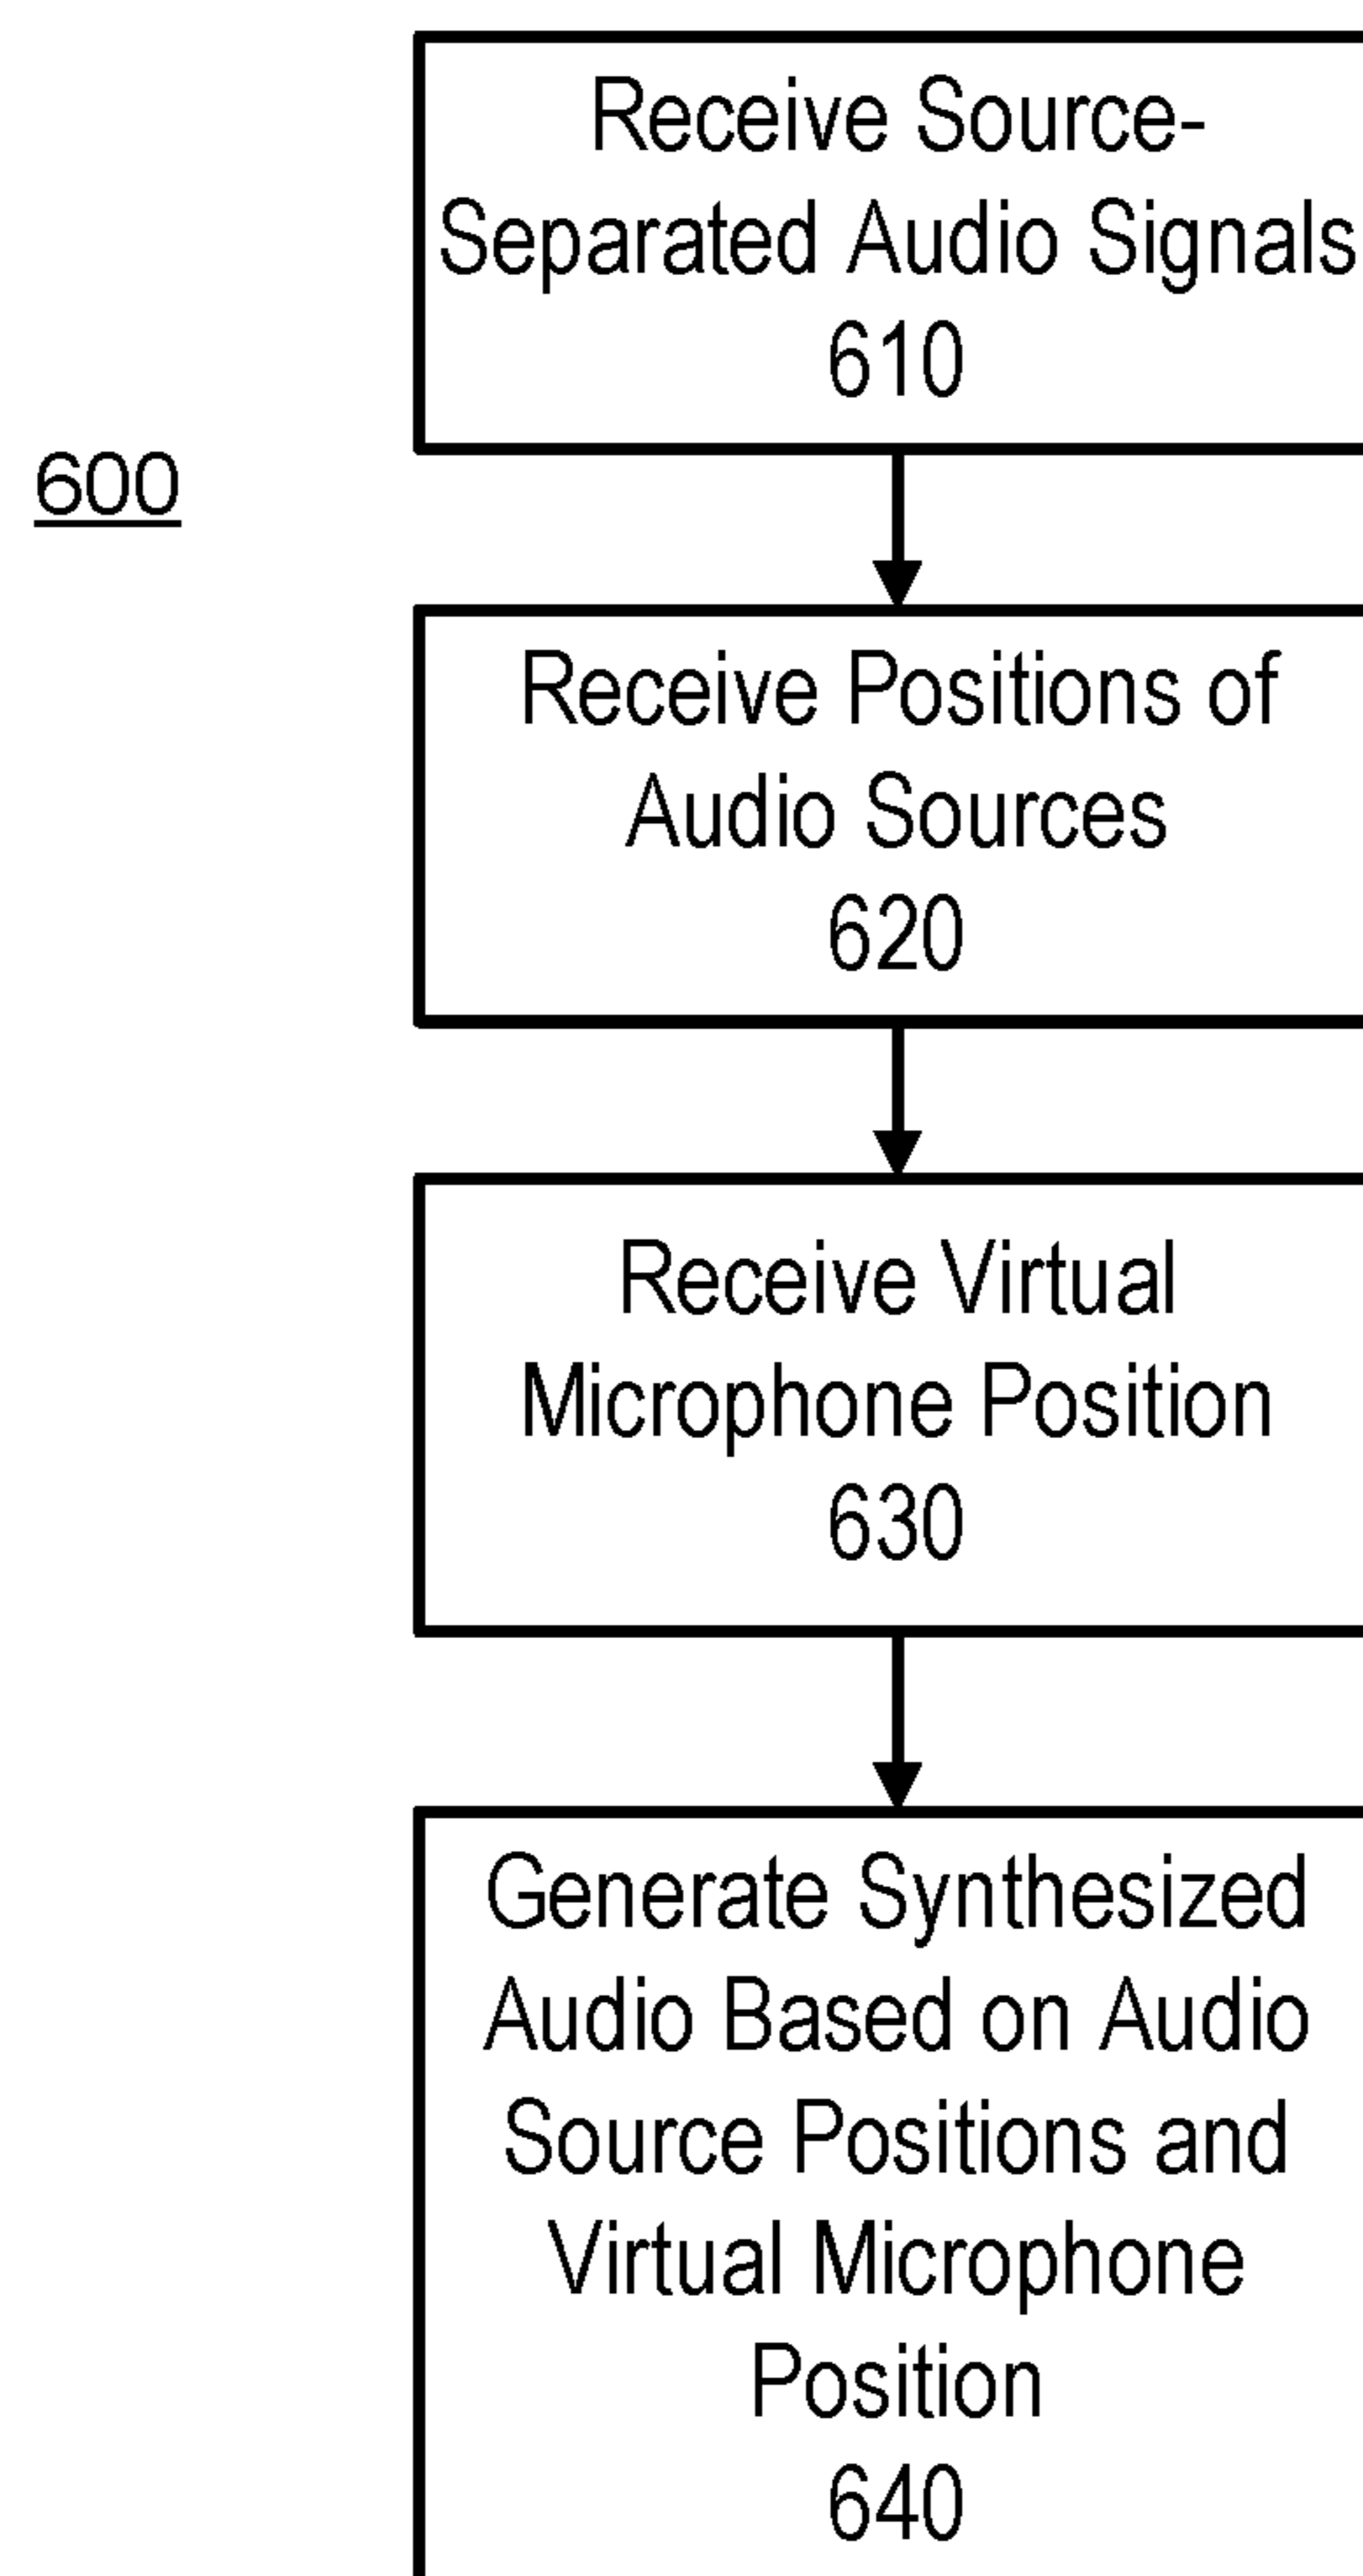 Receive Source-
Separated Audio Signals
610
600
Receive Positions of
Audio Sources
620
Receive Virtual
Microphone Position
630
Generate Synthesized
Audio Based on Audio
Source Positions and
Virtual Microphone
Position
640